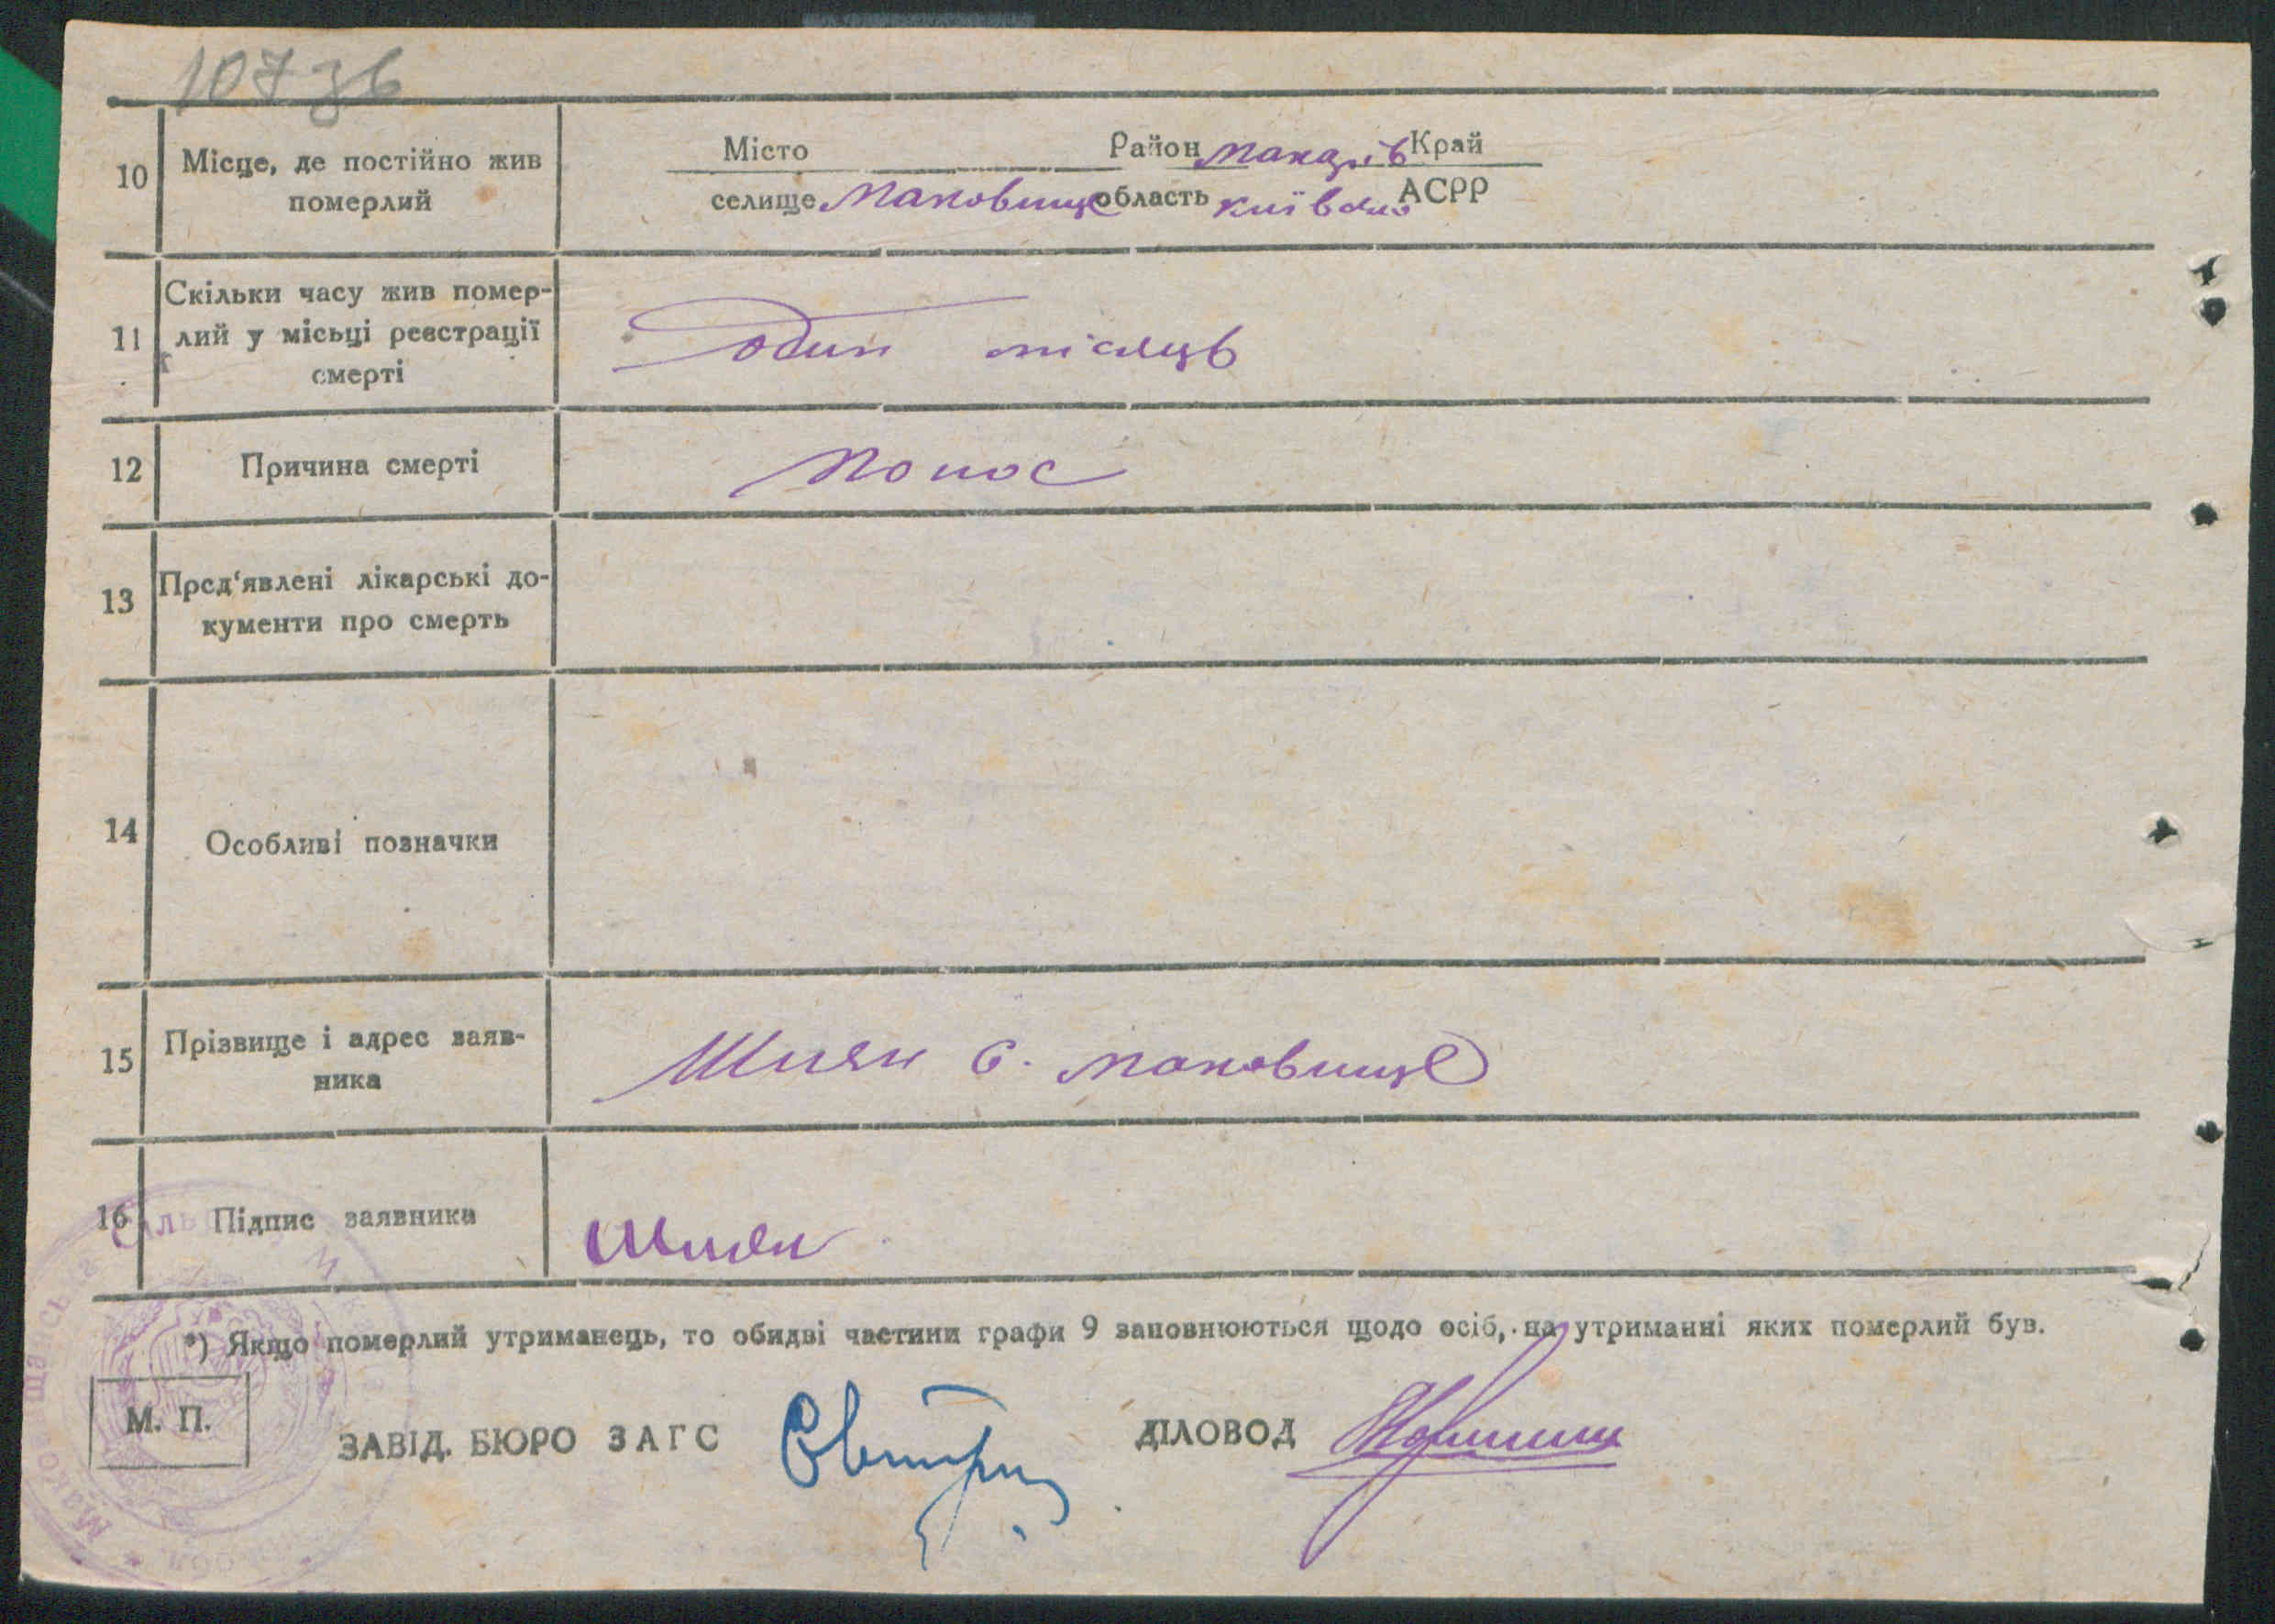 107 зв
Місто Район Макарів Край
10 Місце, де постійно жив
померлий
селище Маковище область Київська АСРР
Скільки часу жив помер-
11 лий у місьці реєстрації
смерті
Один місяць
12 Причина смерті Понос
13 Пред'явлені лікарські до-
кументи про смерть
14 Особливі позначки
15 Прізвище і адрес заяв-
ника
Шиян с. Маковище
16 Підпис заявника Шиян
*) Якщо померлий утриманець, то обидві частини графи 9 заповнюються щодо осіб, на утриманні яких померлий був.
М. П.
ЗАВІД. БЮРО ЗАГС ДІЛОВОД